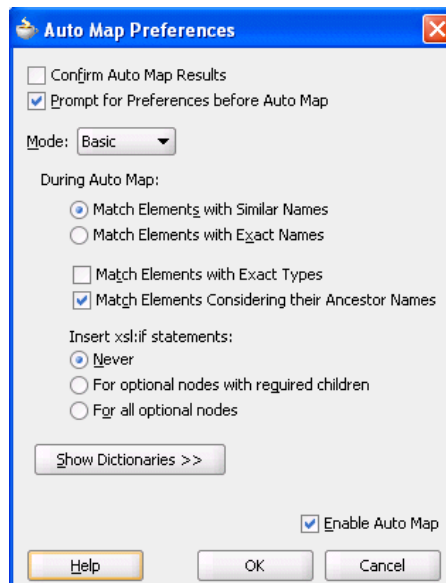 Auto Map Preferences
Confirm Auto Map Results
Prompt for Preferences before Auto Map
Mode: Basic
During Auto Map:
Match Elements with Similar Names
Match Elements with Exact Names
Match Elements with Exact Types
Match Elements Considering their Ancestor Names
Insert xsl:if statements:
Never
For optional nodes with required children
For all optional nodes
Show Dictionaries >>
Enable Auto Map
Help OK Cancel